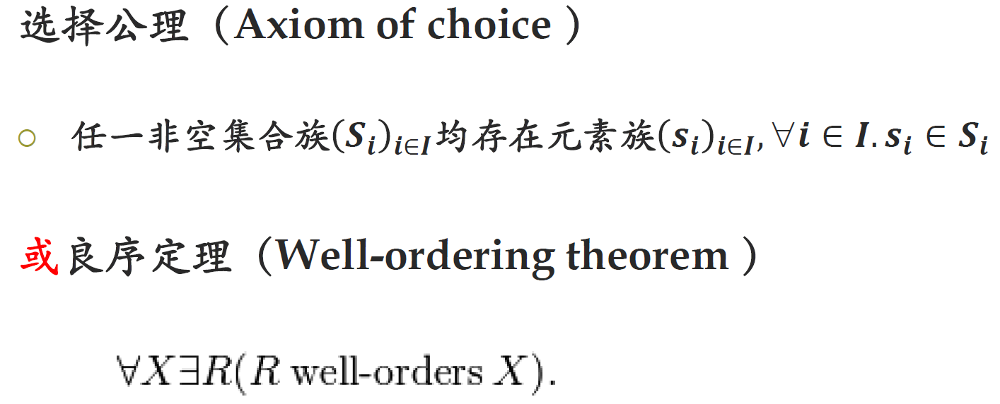 选择公理（Axiom of choice ）
○ 任一非空集合族(Sᵢ)ᵢ∈I均存在元素族(sᵢ)ᵢ∈I, ∀i ∈ I. sᵢ ∈ Sᵢ
或良序定理（Well-ordering theorem ）
∀X∃R(R well-orders X).